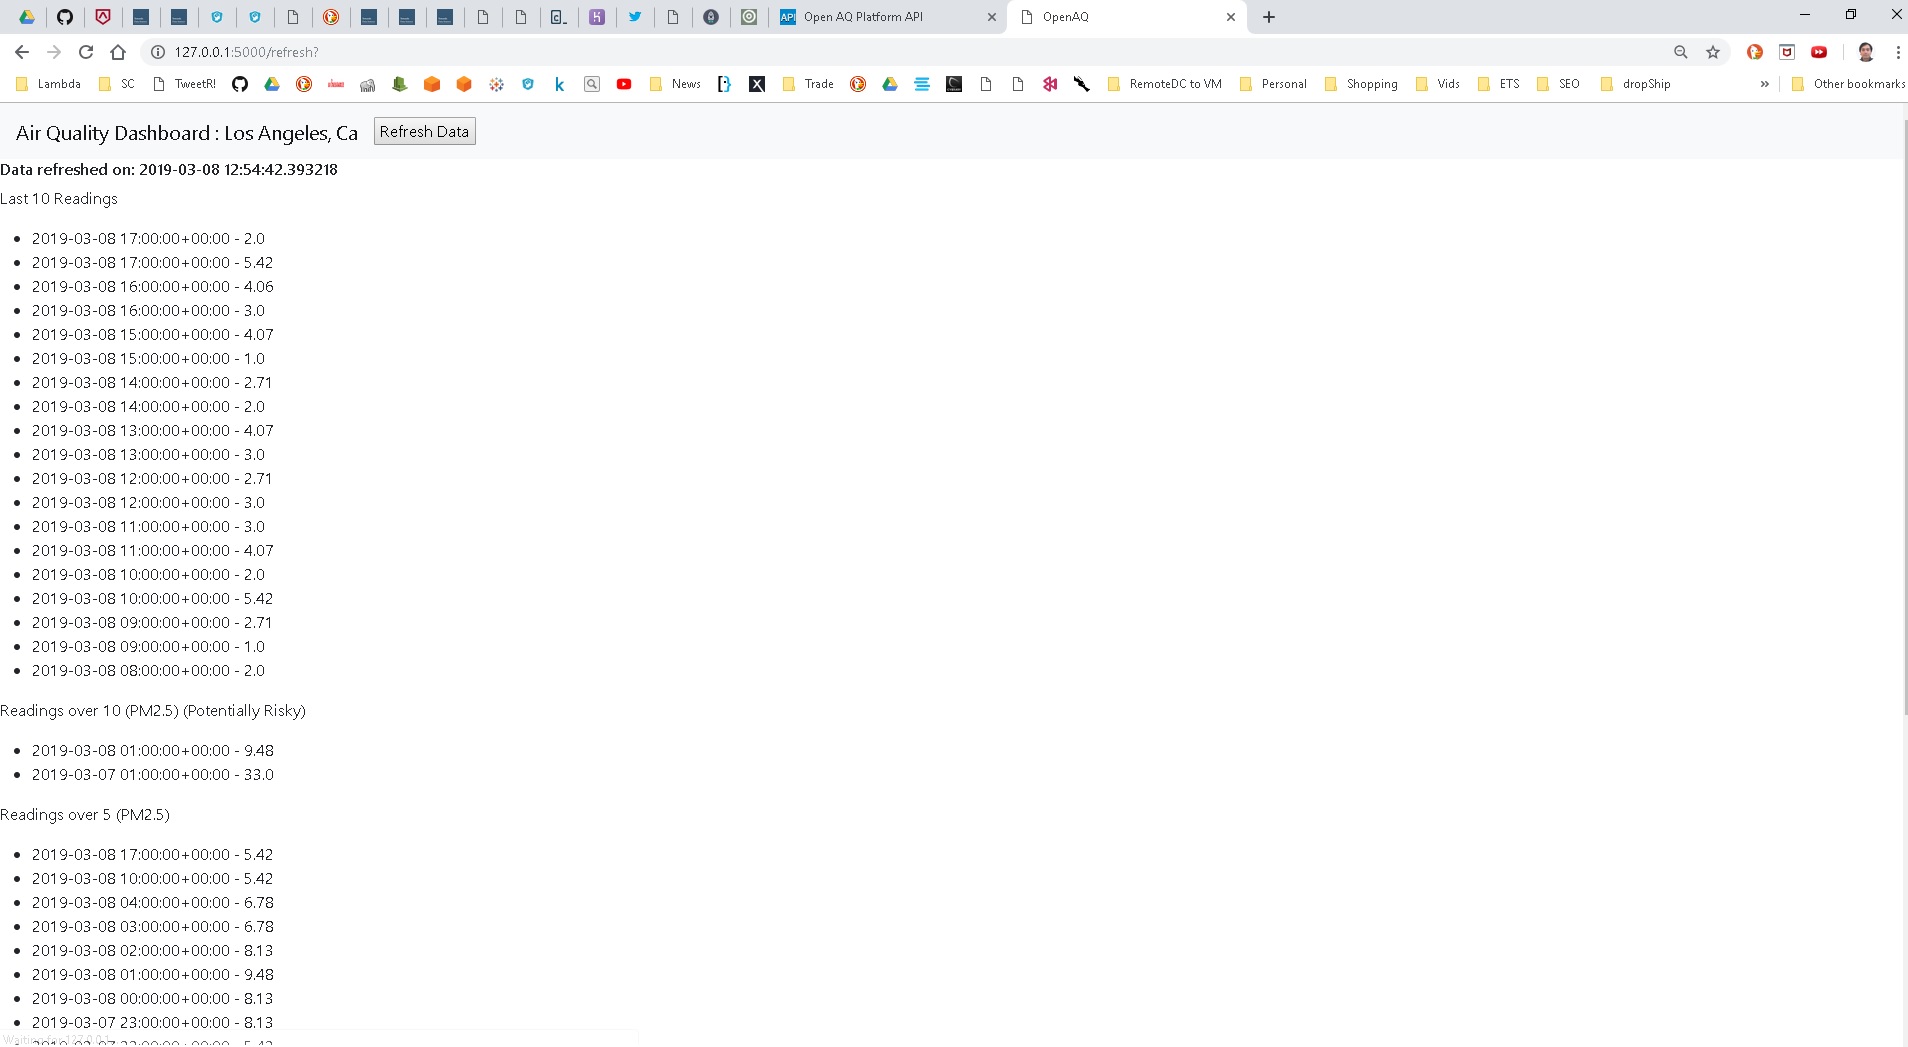 Open AQ Platform API
OpenAQ
127.0.0.1:5000/refresh?
Lambda SC TweetR! News Trade RemoteDC to VM Personal Shopping Vids ETS SEO dropShip » Other bookmarks
Air Quality Dashboard : Los Angeles, Ca
Refresh Data
Data refreshed on: 2019-03-08 12:54:42.393218
Last 10 Readings
2019-03-08 17:00:00+00:00 - 2.0
2019-03-08 17:00:00+00:00 - 5.42
2019-03-08 16:00:00+00:00 - 4.06
2019-03-08 16:00:00+00:00 - 3.0
2019-03-08 15:00:00+00:00 - 4.07
2019-03-08 15:00:00+00:00 - 1.0
2019-03-08 14:00:00+00:00 - 2.71
2019-03-08 14:00:00+00:00 - 2.0
2019-03-08 13:00:00+00:00 - 4.07
2019-03-08 13:00:00+00:00 - 3.0
2019-03-08 12:00:00+00:00 - 2.71
2019-03-08 12:00:00+00:00 - 3.0
2019-03-08 11:00:00+00:00 - 3.0
2019-03-08 11:00:00+00:00 - 4.07
2019-03-08 10:00:00+00:00 - 2.0
2019-03-08 10:00:00+00:00 - 5.42
2019-03-08 09:00:00+00:00 - 2.71
2019-03-08 09:00:00+00:00 - 1.0
2019-03-08 08:00:00+00:00 - 2.0
Readings over 10 (PM2.5) (Potentially Risky)
2019-03-08 01:00:00+00:00 - 9.48
2019-03-07 01:00:00+00:00 - 33.0
Readings over 5 (PM2.5)
2019-03-08 17:00:00+00:00 - 5.42
2019-03-08 10:00:00+00:00 - 5.42
2019-03-08 04:00:00+00:00 - 6.78
2019-03-08 03:00:00+00:00 - 6.78
2019-03-08 02:00:00+00:00 - 8.13
2019-03-08 01:00:00+00:00 - 9.48
2019-03-08 00:00:00+00:00 - 8.13
2019-03-07 23:00:00+00:00 - 8.13